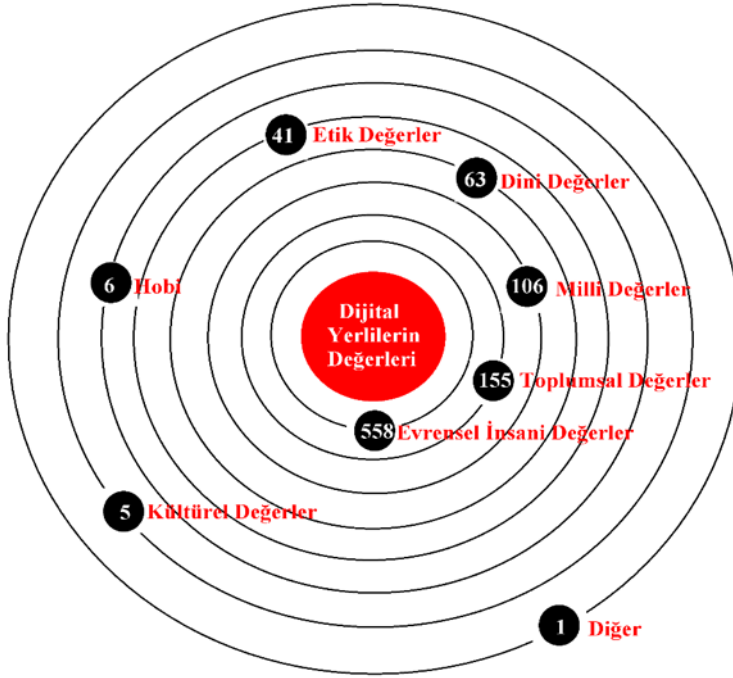 41 Etik Değerler
63 Dini Değerler
6 Hobi
106 Milli Değerler
Dijital
Yerlilerin
Değerleri
155 Toplumsal Değerler
558 Evrensel İnsani Değerler
5 Kültürel Değerler
1 Diğer